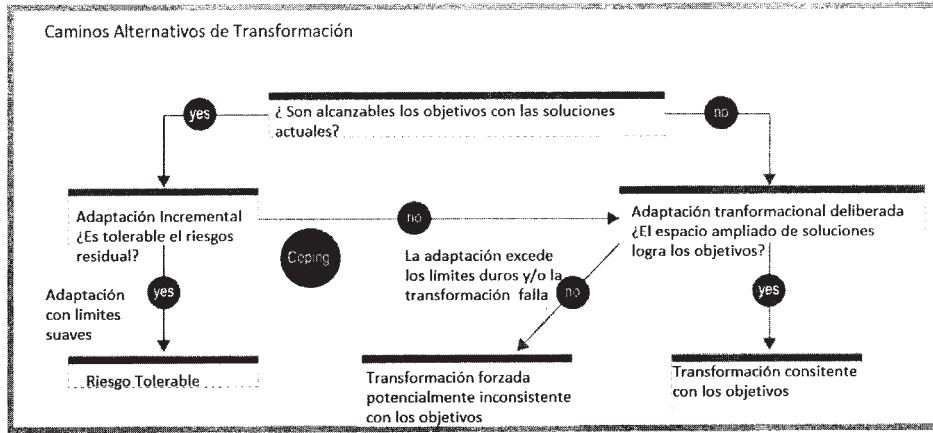 Caminos Alternativos de Transformación
¿ Son alcanzables los objetivos con las soluciones
actuales?
yes
no
Adaptación Incremental
¿Es tolerable el riesgos
residual?
no
Adaptación tranformacional deliberada
¿El espacio ampliado de soluciones
logra los objetivos?
Coping
La adaptación excede
los límites duros y/o la
transformación falla
no
Adaptación
con limites
suaves
yes
yes
Riesgo Tolerable
Transformación forzada
potencialmente inconsistente
con los objetivos
Transformación consitente
con los objetivos